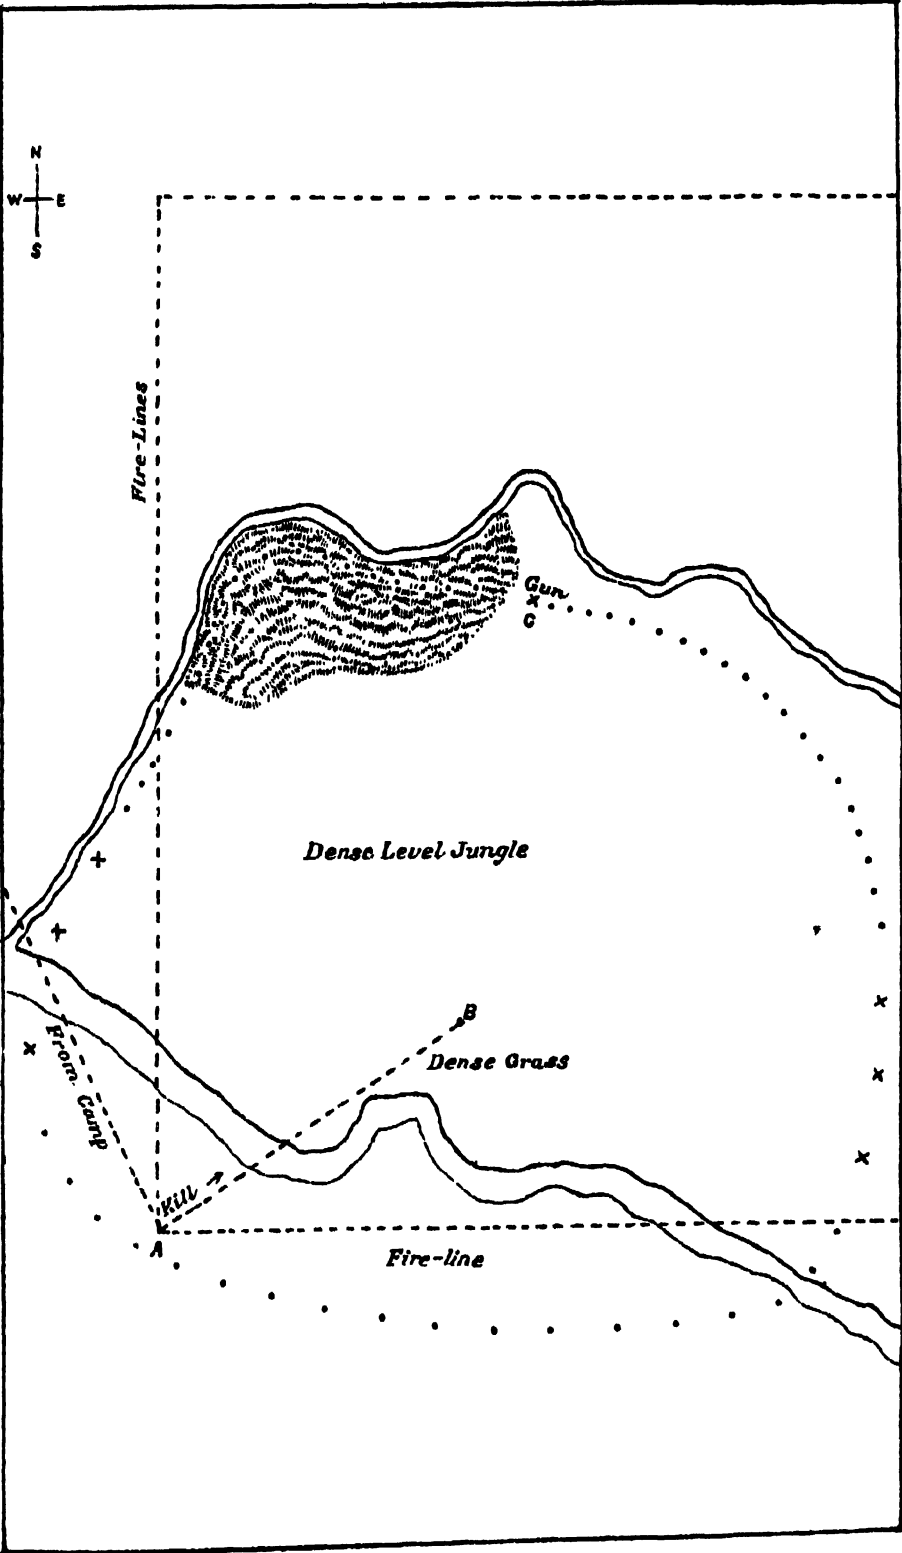 N
W E
S
Fire-Lines
Gun
C
Dense Level Jungle
B
Dense Grass
From Camp
Kill
A
Fire-line